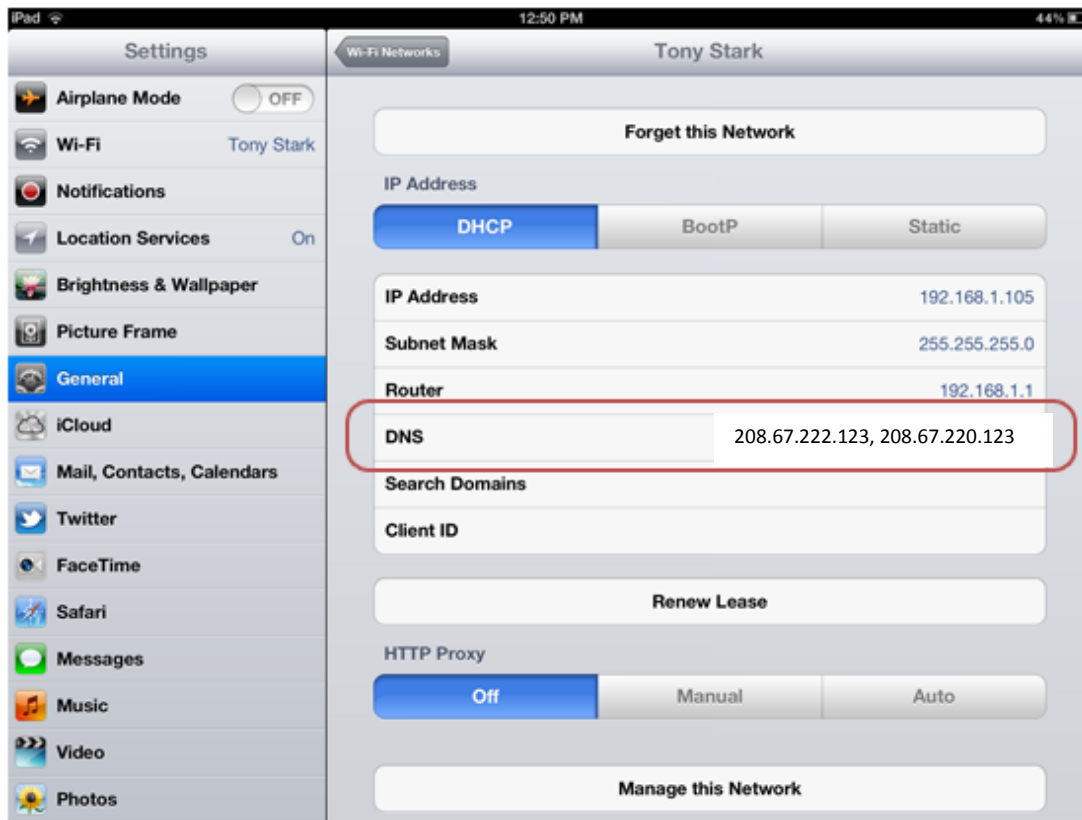 iPad 12:50 PM 44%
Settings
Airplane Mode OFF
Wi-Fi Tony Stark
Notifications
Location Services On
Brightness & Wallpaper
Picture Frame
General
iCloud
Mail, Contacts, Calendars
Twitter
FaceTime
Safari
Messages
Music
Video
Photos
Wi-Fi Networks Tony Stark
Forget this Network
IP Address
DHCP BootP Static
IP Address 192.168.1.105
Subnet Mask 255.255.255.0
Router 192.168.1.1
DNS 208.67.222.123, 208.67.220.123
Search Domains
Client ID
Renew Lease
HTTP Proxy
Off Manual Auto
Manage this Network